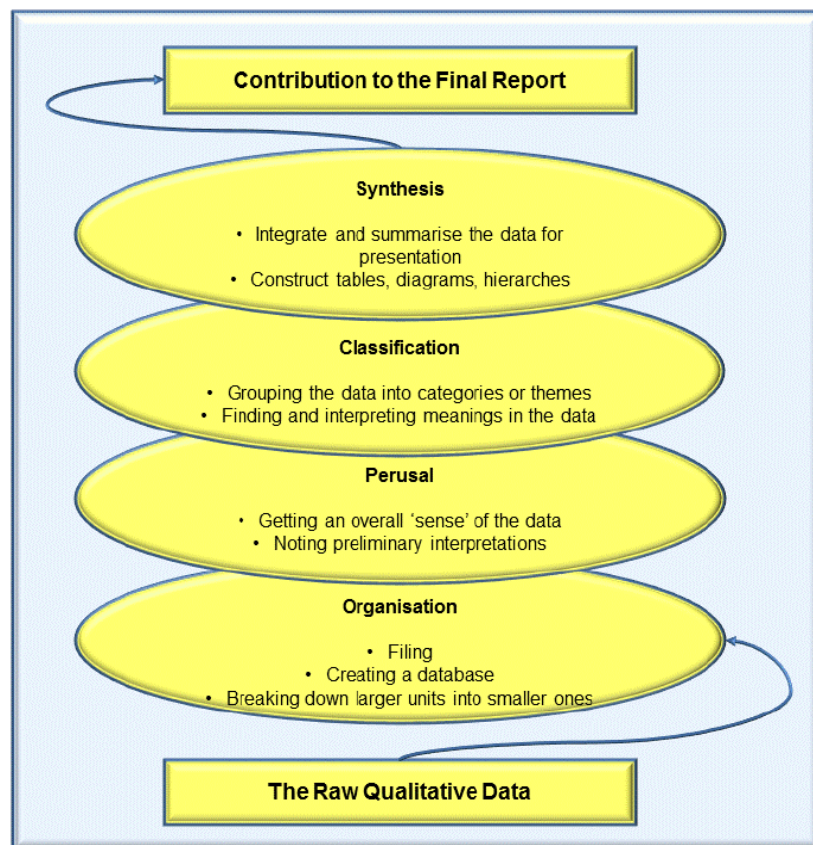 Contribution to the Final Report
Synthesis
• Integrate and summarise the data for
presentation
• Construct tables, diagrams, hierarches
Classification
• Grouping the data into categories or themes
• Finding and interpreting meanings in the data
Perusal
• Getting an overall ‘sense’ of the data
• Noting preliminary interpretations
Organisation
• Filing
• Creating a database
• Breaking down larger units into smaller ones
The Raw Qualitative Data